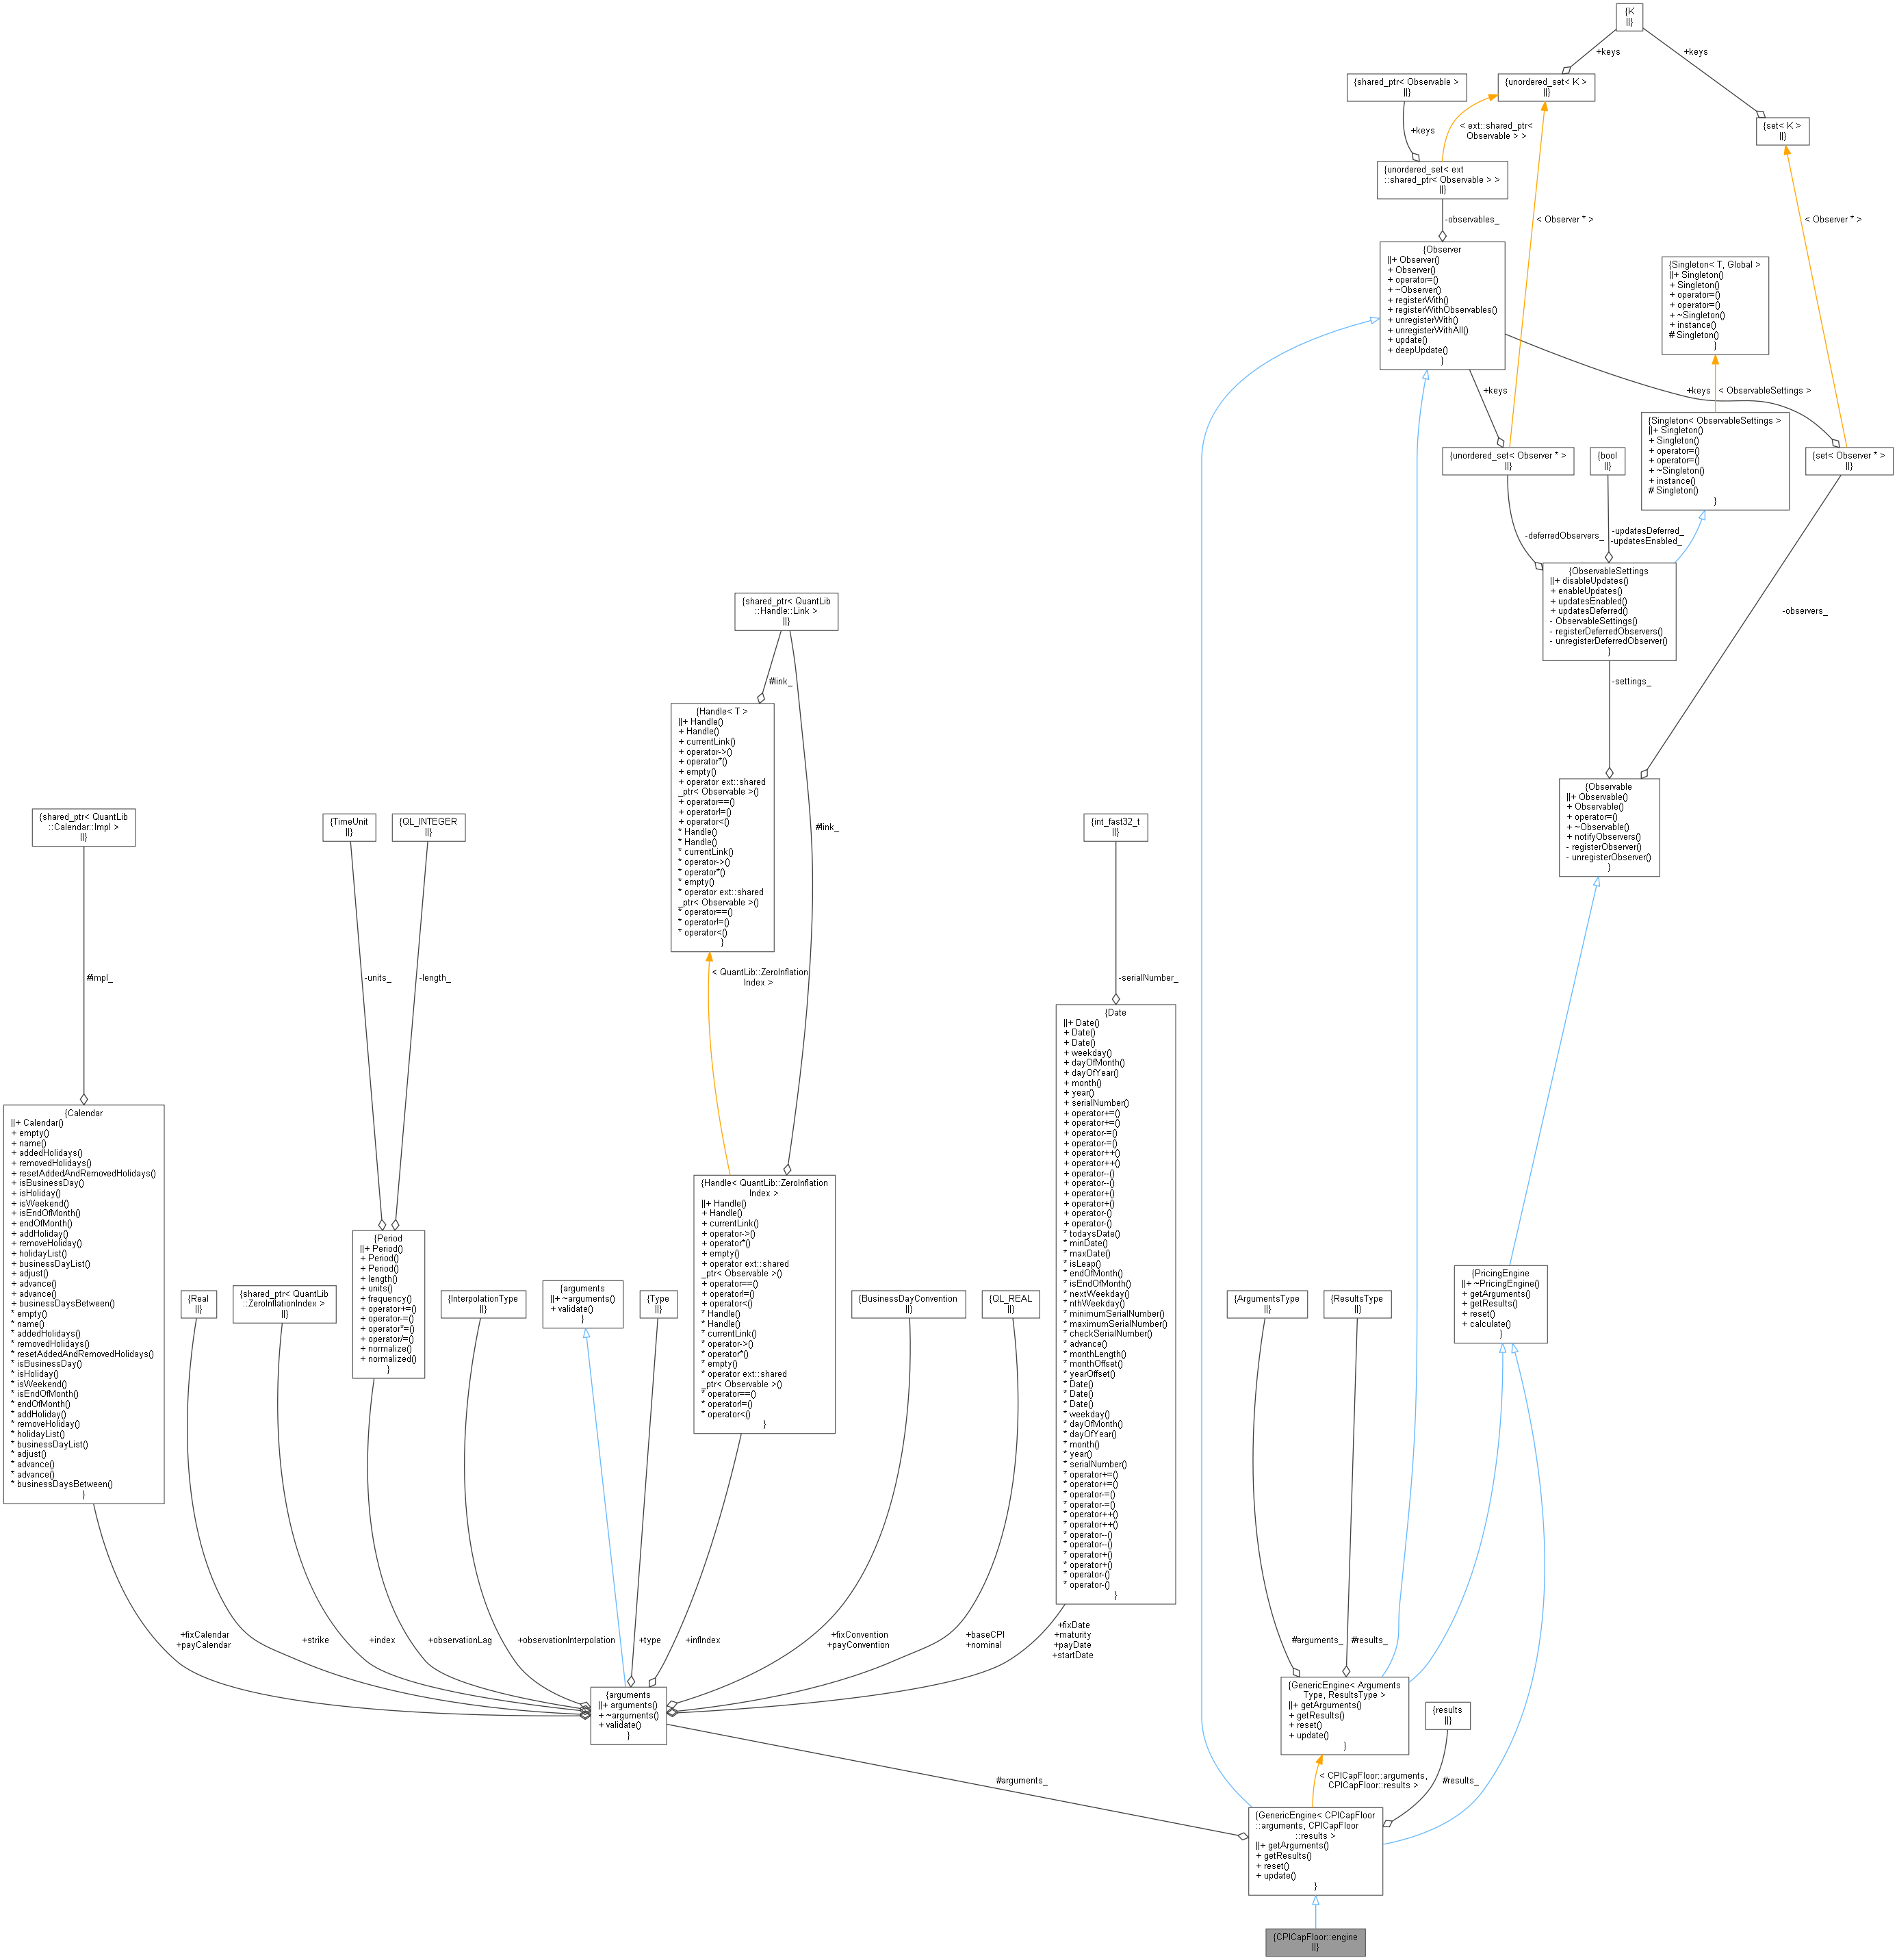 {K
||}
+keys
+keys
{shared_ptr< Observable >
||}
{unordered_set< K >
||}
+keys
< ext::shared_ptr<
Observable > >
{set< K >
||}
{unordered_set< ext
::shared_ptr< Observable > >
||}
-observables_
< Observer * >
< Observer * >
{Observer
||+ Observer()
+ Observer()
+ operator=()
+ ~Observer()
+ registerWith()
+ registerWithObservables()
+ unregisterWith()
+ unregisterWithAll()
+ update()
+ deepUpdate()
}
{Singleton< T, Global >
||+ Singleton()
+ Singleton()
+ operator=()
+ operator=()
+ ~Singleton()
+ instance()
# Singleton()
}
+keys
+keys
< ObservableSettings >
{unordered_set< Observer * >
||}
{bool
||}
{Singleton< ObservableSettings >
||+ Singleton()
+ Singleton()
+ operator=()
+ operator=()
+ ~Singleton()
+ instance()
# Singleton()
}
{set< Observer * >
||}
-deferredObservers_
-updatesDeferred_
-updatesEnabled_
{ObservableSettings
||+ disableUpdates()
+ enableUpdates()
+ updatesEnabled()
+ updatesDeferred()
- ObservableSettings()
- registerDeferredObservers()
- unregisterDeferredObserver()
}
-observers_
-settings_
{shared_ptr< QuantLib
::Handle::Link >
||}
#link_
{Handle< T >
||+ Handle()
+ Handle()
+ currentLink()
+ operator->()
+ operator*()
+ empty()
+ operator ext::shared
_ptr< Observable >()
+ operator==()
+ operator!=()
+ operator<()
* Handle()
* Handle()
* currentLink()
* operator->()
* operator*()
* empty()
* operator ext::shared
_ptr< Observable >()
* operator==()
* operator!=()
* operator<()
}
#link_
{Observable
||+ Observable()
+ Observable()
+ operator=()
+ ~Observable()
+ notifyObservers()
- registerObserver()
- unregisterObserver()
}
{shared_ptr< QuantLib
::Calendar::Impl >
||}
{TimeUnit
||}
{QL_INTEGER
||}
{int_fast32_t
||}
#impl_
-units_
-length_
< QuantLib::ZeroInflation
Index >
-serialNumber_
{Calendar
||+ Calendar()
+ empty()
+ name()
+ addedHolidays()
+ removedHolidays()
+ resetAddedAndRemovedHolidays()
+ isBusinessDay()
+ isHoliday()
+ isWeekend()
+ isEndOfMonth()
+ endOfMonth()
+ addHoliday()
+ removeHoliday()
+ holidayList()
+ businessDayList()
+ adjust()
+ advance()
+ advance()
+ businessDaysBetween()
* empty()
* name()
* addedHolidays()
* removedHolidays()
* resetAddedAndRemovedHolidays()
* isBusinessDay()
* isHoliday()
* isWeekend()
* isEndOfMonth()
* endOfMonth()
* addHoliday()
* removeHoliday()
* holidayList()
* businessDayList()
* adjust()
* advance()
* advance()
* businessDaysBetween()
}
{Real
||}
{shared_ptr< QuantLib
::ZeroInflationIndex >
||}
{Period
||+ Period()
+ Period()
+ Period()
+ length()
+ units()
+ frequency()
+ operator+=()
+ operator-=()
+ operator*=()
+ operator/=()
+ normalize()
+ normalized()
}
{InterpolationType
||}
{arguments
||+ ~arguments()
+ validate()
}
{Type
||}
{Handle< QuantLib::ZeroInflation
Index >
||+ Handle()
+ Handle()
+ currentLink()
+ operator->()
+ operator*()
+ empty()
+ operator ext::shared
_ptr< Observable >()
+ operator==()
+ operator!=()
+ operator<()
* Handle()
* Handle()
* currentLink()
* operator->()
* operator*()
* empty()
* operator ext::shared
_ptr< Observable >()
* operator==()
* operator!=()
* operator<()
}
{BusinessDayConvention
||}
{QL_REAL
||}
{Date
||+ Date()
+ Date()
+ Date()
+ weekday()
+ dayOfMonth()
+ dayOfYear()
+ month()
+ year()
+ serialNumber()
+ operator+=()
+ operator+=()
+ operator-=()
+ operator-=()
+ operator++()
+ operator++()
+ operator--()
+ operator--()
+ operator+()
+ operator+()
+ operator-()
+ operator-()
* todaysDate()
* minDate()
* maxDate()
* isLeap()
* endOfMonth()
* isEndOfMonth()
* nextWeekday()
* nthWeekday()
* minimumSerialNumber()
* maximumSerialNumber()
* checkSerialNumber()
* advance()
* monthLength()
* monthOffset()
* yearOffset()
* Date()
* Date()
* Date()
* weekday()
* dayOfMonth()
* dayOfYear()
* month()
* year()
* serialNumber()
* operator+=()
* operator+=()
* operator-=()
* operator-=()
* operator++()
* operator++()
* operator--()
* operator--()
* operator+()
* operator+()
* operator-()
* operator-()
}
{ArgumentsType
||}
{ResultsType
||}
{PricingEngine
||+ ~PricingEngine()
+ getArguments()
+ getResults()
+ reset()
+ calculate()
}
+fixCalendar
+payCalendar
+strike
+index
+observationLag
+observationInterpolation
+type
+infIndex
+fixConvention
+payConvention
+baseCPI
+nominal
+fixDate
+maturity
+payDate
+startDate
#arguments_
#results_
{arguments
||+ arguments()
+ ~arguments()
+ validate()
}
{GenericEngine< Arguments
Type, ResultsType >
||+ getArguments()
+ getResults()
+ reset()
+ update()
}
{results
||}
#arguments_
< CPICapFloor::arguments,
CPICapFloor::results >
#results_
{GenericEngine< CPICapFloor
::arguments, CPICapFloor
::results >
||+ getArguments()
+ getResults()
+ reset()
+ update()
}
{CPICapFloor::engine
||}